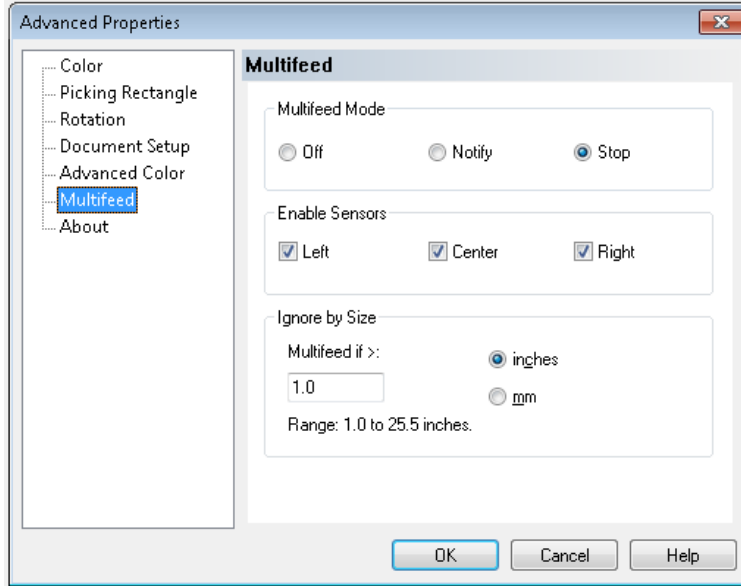 Advanced Properties
Color
Picking Rectangle
Rotation
Document Setup
Advanced Color
Multifeed
About
Multifeed
Multifeed Mode
Off Notify Stop
Enable Sensors
Left Center Right
Ignore by Size
Multifeed if >:
inches
1.0
mm
Range: 1.0 to 25.5 inches.
OK Cancel Help